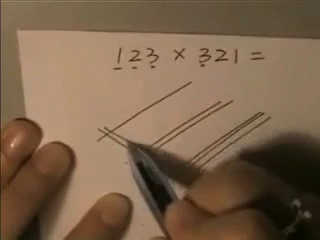 123 × 321 =